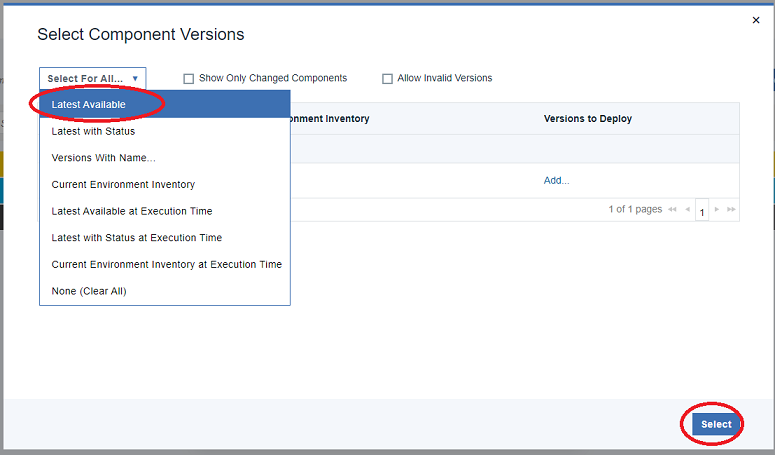 Select Component Versions
Select For All...
Show Only Changed Components
Allow Invalid Versions
Latest Available
Latest with Status
Versions With Name...
Current Environment Inventory
Latest Available at Execution Time
Latest with Status at Execution Time
Current Environment Inventory at Execution Time
None (Clear All)
onment Inventory
Versions to Deploy
Add...
1 of 1 pages
1
Select